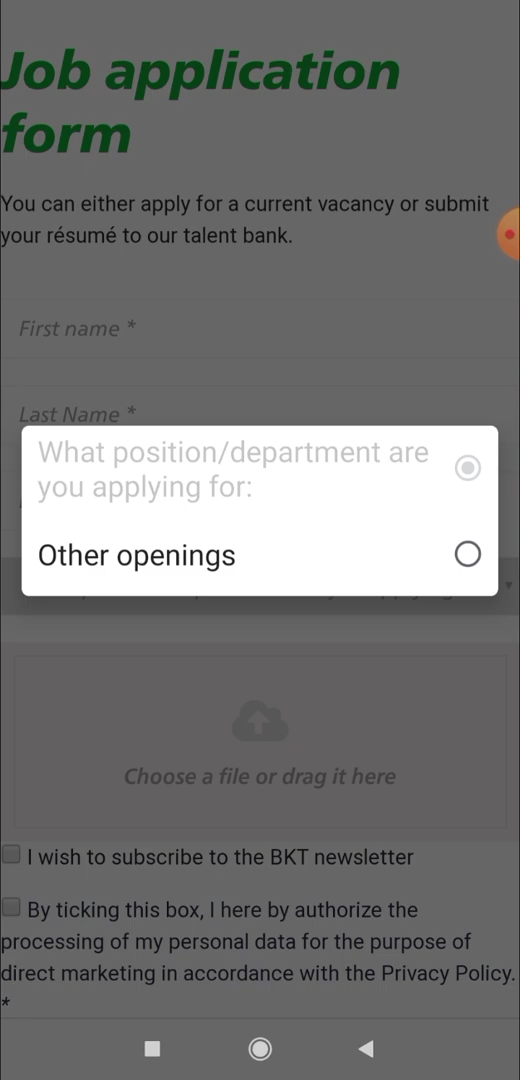 Job application
form
You can either apply for a current vacancy or submit
your résumé to our talent bank.
First name *
Last Name *
What position/department are
you applying for:
Other openings
Choose a file or drag it here
I wish to subscribe to the BKT newsletter
By ticking this box, I here by authorize the
processing of my personal data for the purpose of
direct marketing in accordance with the Privacy Policy.
*